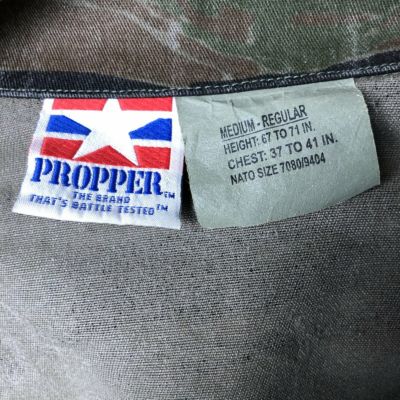 PROPPER™
THE BRAND
THAT'S BATTLE TESTED™
MEDIUM - REGULAR
HEIGHT: 67 TO 71 IN.
CHEST: 37 TO 41 IN.
NATO SIZE 7080/9404